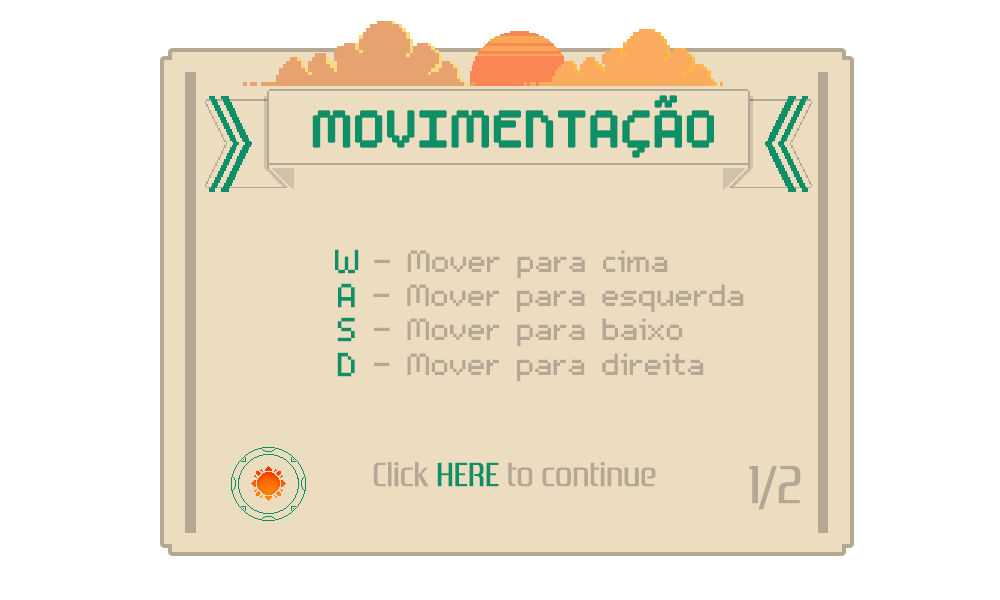 MOVIMENTAÇÃO
W - Mover para cima
A - Mover para esquerda
S - Mover para baixo
D - Mover para direita
Click HERE to continue
1/2